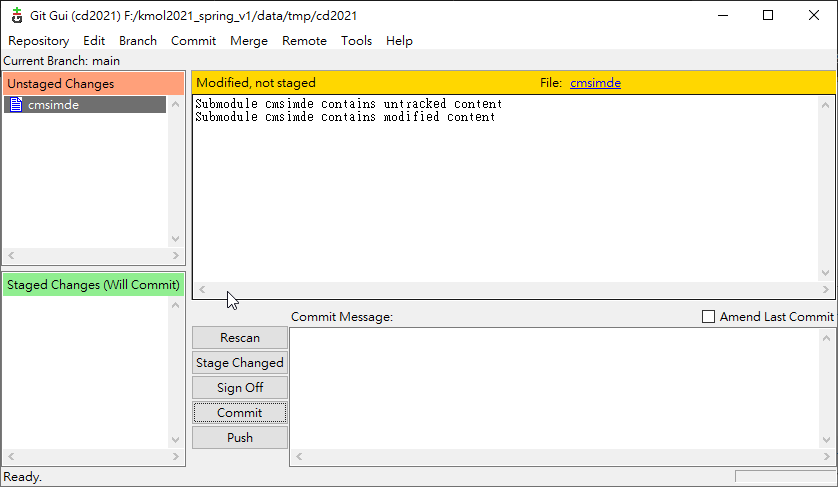 Git Gui (cd2021) F:/kmol2021_spring_v1/data/tmp/cd2021
Repository Edit Branch Commit Merge Remote Tools Help
Current Branch: main
Unstaged Changes
cmsimde
Modified, not staged File: cmsimde
Submodule cmsimde contains untracked content
Submodule cmsimde contains modified content
Staged Changes (Will Commit)
Commit Message: Amend Last Commit
Rescan
Stage Changed
Sign Off
Commit
Push
Ready.